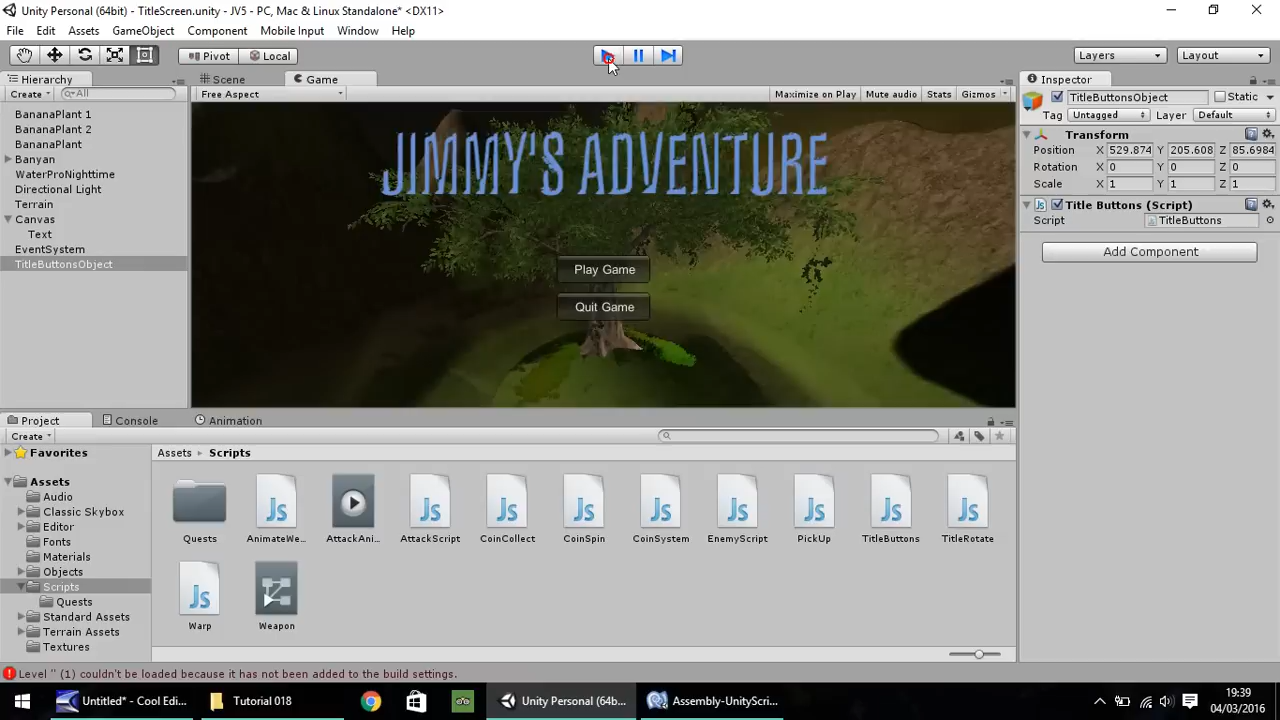 Unity Personal (64bit) - TitleScreen.unity - JV5 - PC, Mac & Linux Standalone* <DX11>
File Edit Assets GameObject Component Mobile Input Window Help
Pivot Local Layers Layout
Hierarchy Scene Game Inspector
Create All Free Aspect Maximize on Play Mute audio Stats Gizmos TitleButtonsObject Static
Tag Untagged Layer Default
BananaPlant 1
BananaPlant 2
BananaPlant
Banyan
WaterProNighttime
Directional Light
Terrain
Canvas
Text
EventSystem
TitleButtonsObject
JIMMY'S ADVENTURE
Play Game
Quit Game
Transform
Position X 529.874 Y 205.608 Z 85.6984
Rotation X 0 Y 0 Z 0
Scale X 1 Y 1 Z 1
Title Buttons (Script)
Script TitleButtons
Add Component
Project Console Animation
Create
Favorites
Assets
Audio
Classic Skybox
Editor
Fonts
Materials
Objects
Scripts
Quests
Standard Assets
Terrain Assets
Textures
Assets Scripts
Quests AnimateWe... AttackAni... AttackScript CoinCollect CoinSpin CoinSystem EnemyScript PickUp TitleButtons TitleRotate
Warp Weapon
Level '' (1) couldn't be loaded because it has not been added to the build settings.
Untitled* - Cool Edi... Tutorial 018 Unity Personal (64b... Assembly-UnityScri...
19:39
04/03/2016